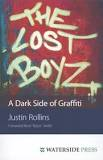 THE
LOST
BOYZ
A Dark Side of Graffiti
Justin Rollins
WATERSIDE PRESS